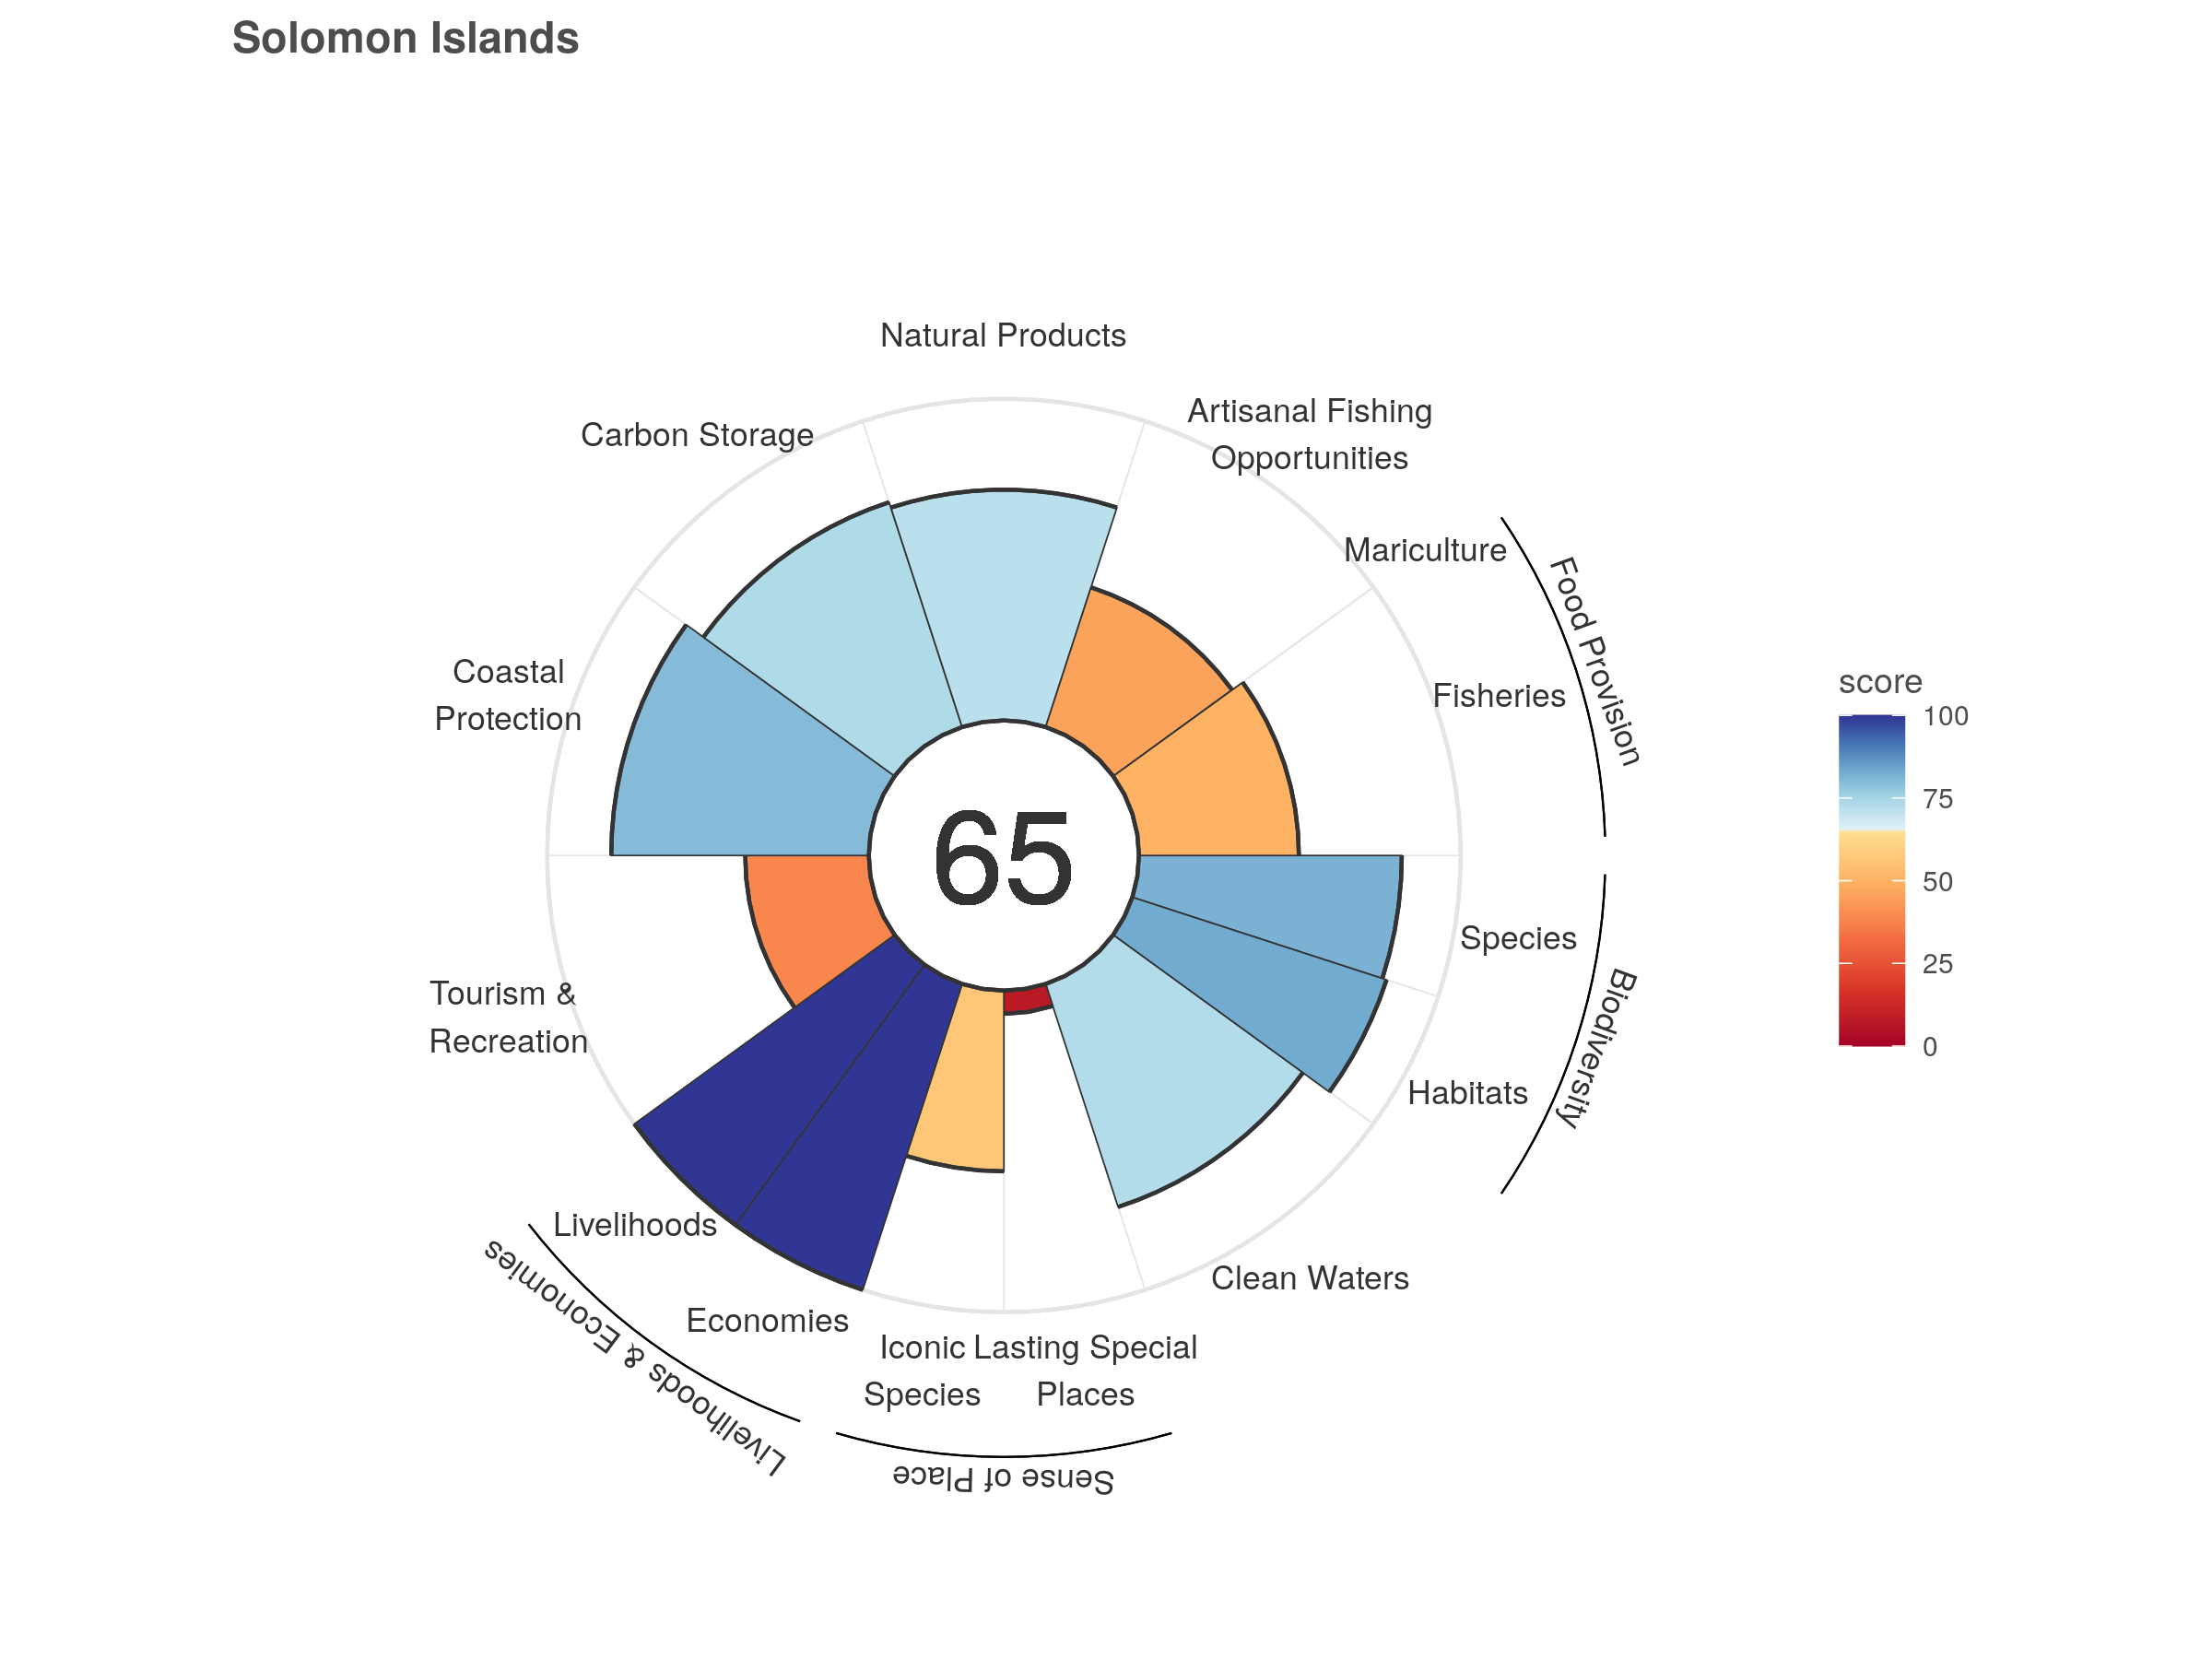 Solomon Islands
Natural Products
Artisanal Fishing
Opportunities
Carbon Storage
Mariculture
Food Provision
Fisheries
Coastal
Protection
score
100
75
50
25
0
65
Species
Biodiversity
Habitats
Tourism &
Recreation
Livelihoods
Clean Waters
Economies
Livelihoods & Economies
Iconic
Species
Lasting Special
Places
Sense of Place